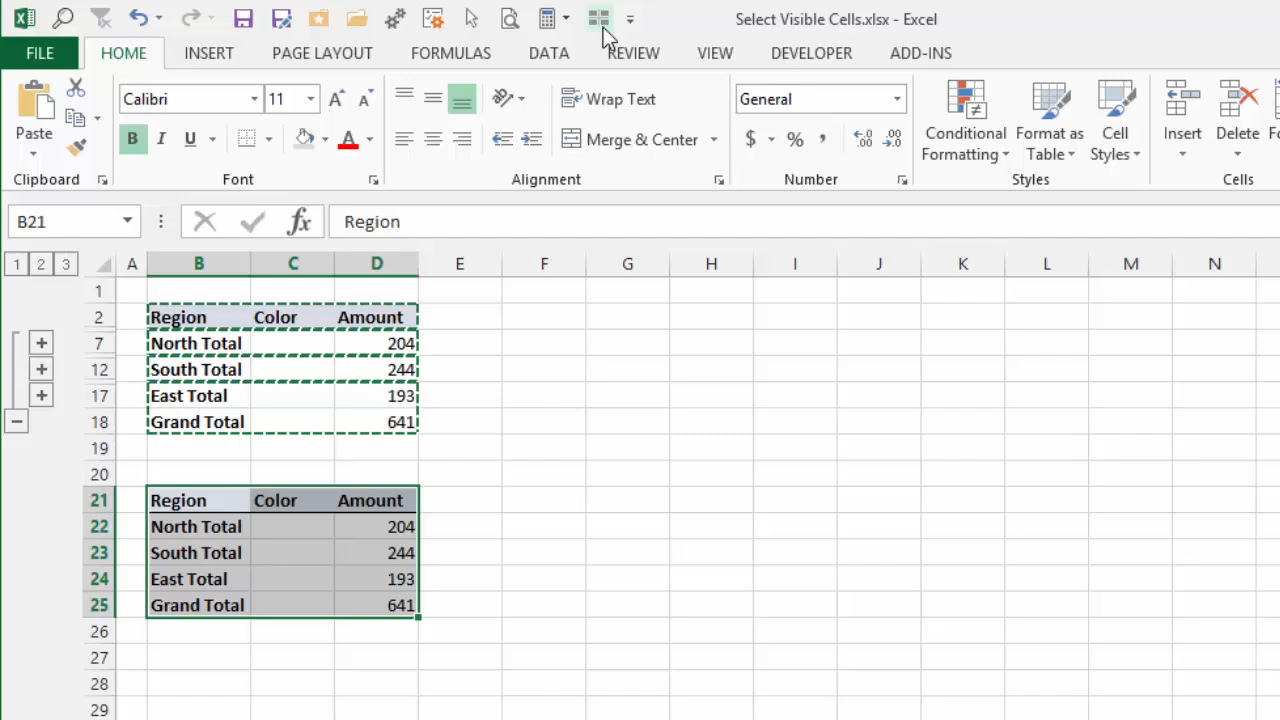 Select Visible Cells.xlsx - Excel
FILE HOME INSERT PAGE LAYOUT FORMULAS DATA REVIEW VIEW DEVELOPER ADD-INS
Calibri 11 Wrap Text General
Paste B I U Merge & Center $ % , Conditional Formatting Format as Table Cell Styles Insert Delete
Clipboard Font Alignment Number Styles Cells
B21 fx Region
1 2 3 A B C D E F G H I J K L M N
1
2 Region Color Amount
7 North Total 204
12 South Total 244
17 East Total 193
18 Grand Total 641
19
20
21 Region Color Amount
22 North Total 204
23 South Total 244
24 East Total 193
25 Grand Total 641
26
27
28
29